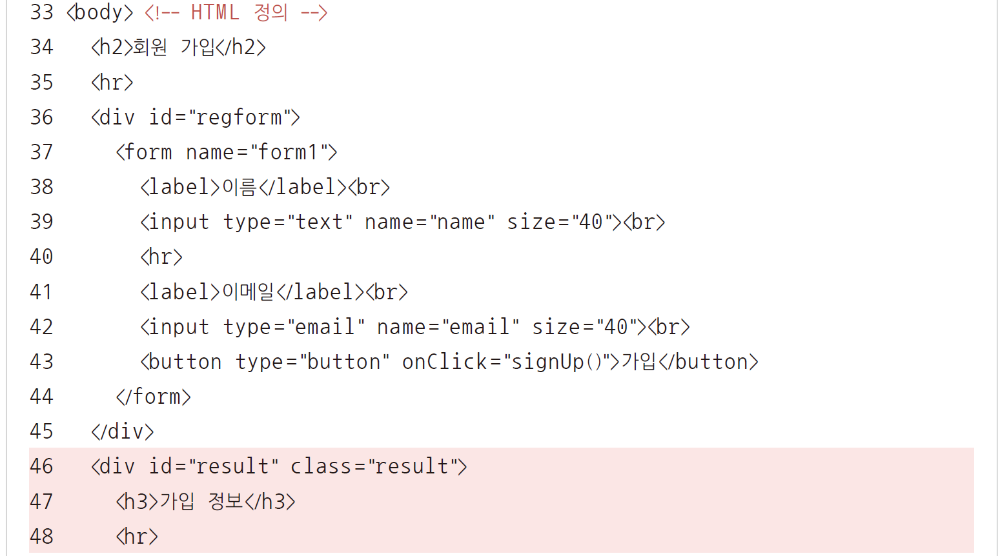 33 <body> <!-- HTML 정의 -->
34 <h2>회원 가입</h2>
35 <hr>
36 <div id="regform">
37 <form name="form1">
38 <label>이름</label><br>
39 <input type="text" name="name" size="40"><br>
40 <hr>
41 <label>이메일</label><br>
42 <input type="email" name="email" size="40"><br>
43 <button type="button" onClick="signUp()">가입</button>
44 </form>
45 </div>
46 <div id="result" class="result">
47 <h3>가입 정보</h3>
48 <hr>